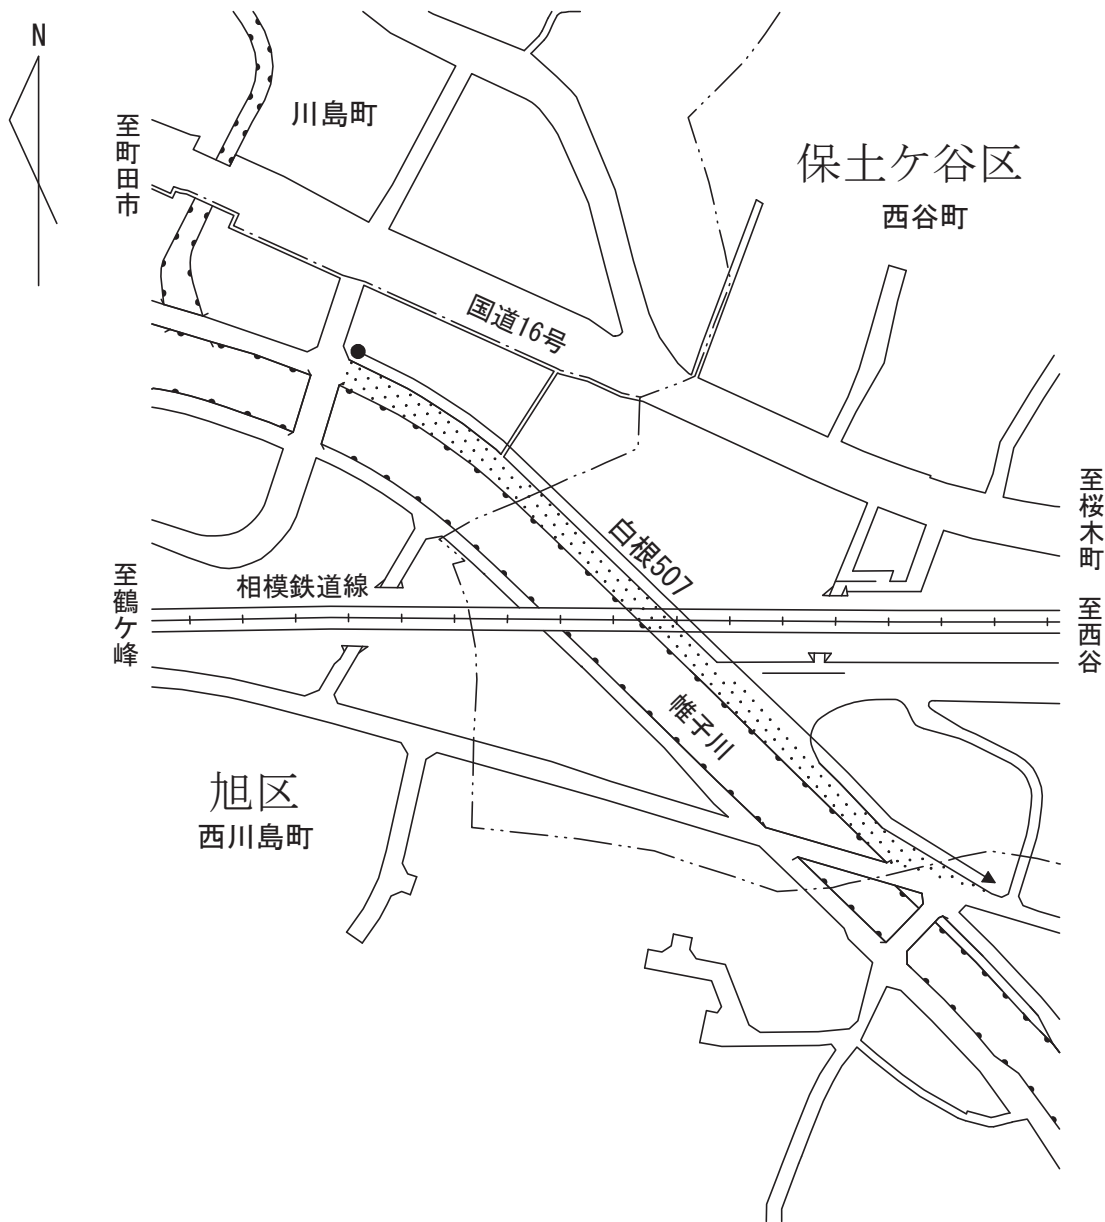 N
川島町
至町田市
保土ケ谷区
西谷町
国道16号
至桜木町
白根507
至鶴ケ峰
相模鉄道線
至西谷
帷子川
旭区
西川島町